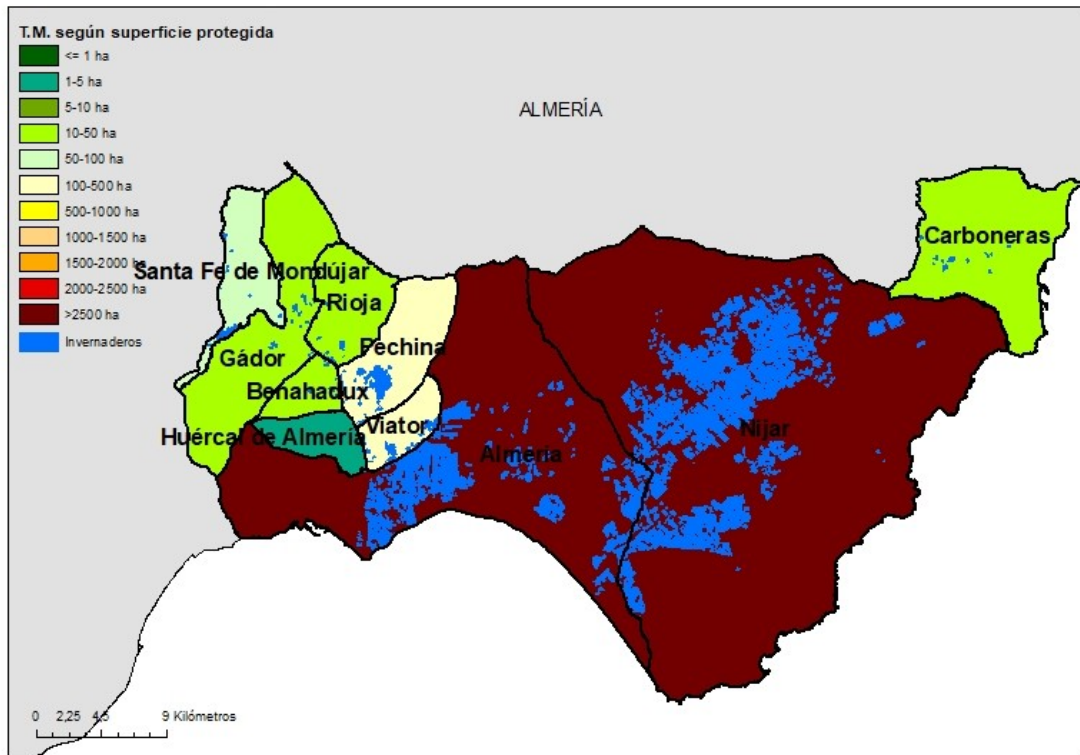 T.M. según superficie protegida
<= 1 ha
1-5 ha
5-10 ha
10-50 ha
50-100 ha
100-500 ha
500-1000 ha
1000-1500 ha
1500-2000 ha
2000-2500 ha
>2500 ha
Invernaderos
ALMERÍA
Carboneras
Santa Fe de Mondújar
Rioja
Pechina
Gádor
Benahadux
Huércal de Almería
Viator
Almería
Níjar
0 2,25 4,5 9 Kilómetros